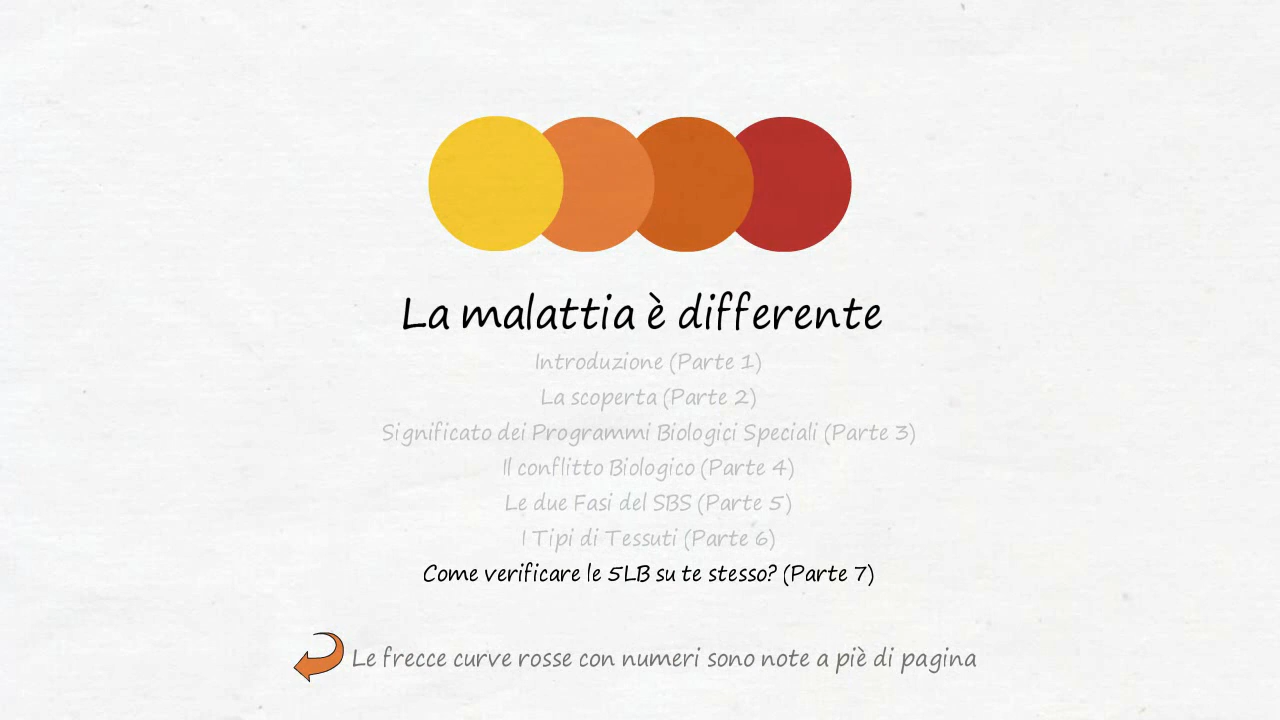 La malattia è differente
Introduzione (Parte 1)
La scoperta (Parte 2)
Significato dei Programmi Biologici Speciali (Parte 3)
Il conflitto Biologico (Parte 4)
Le due Fasi del SBS (Parte 5)
I Tipi di Tessuti (Parte 6)
Come verificare le 5LB su te stesso? (Parte 7)
Le frecce curve rosse con numeri sono note a piè di pagina